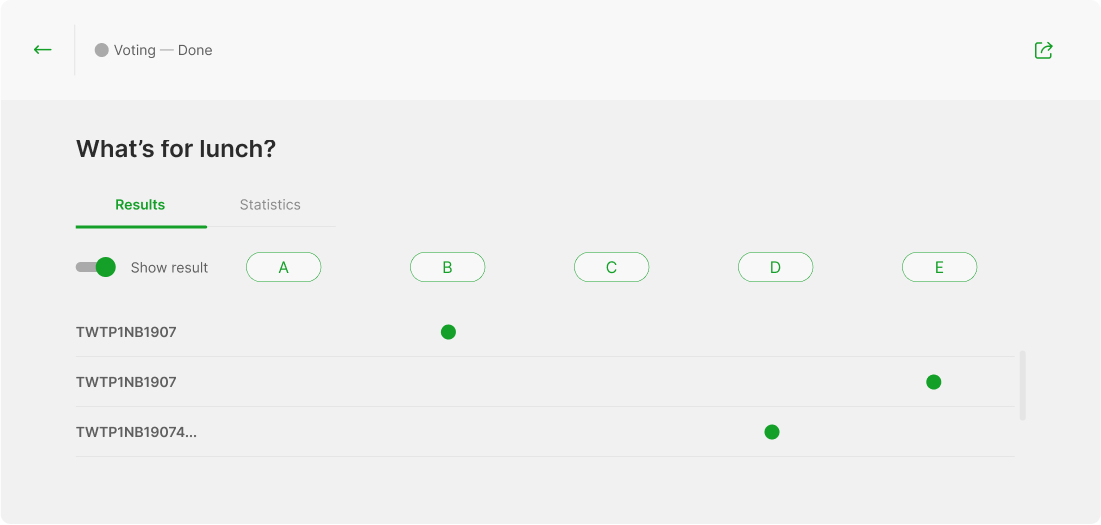 Voting — Done
What’s for lunch?
Results Statistics
Show result A B C D E
TWTP1NB1907
TWTP1NB1907
TWTP1NB19074...